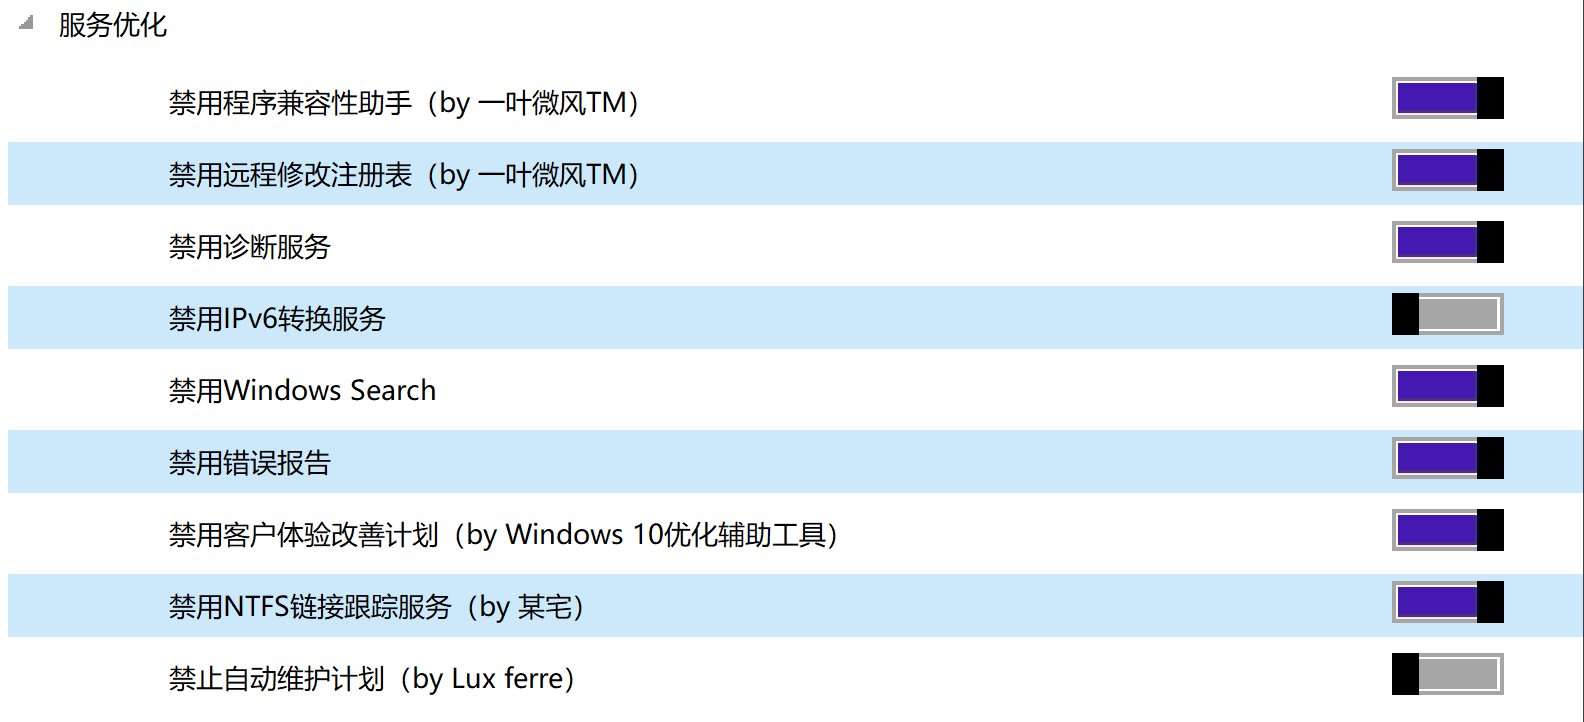 服务优化
禁用程序兼容性助手（by 一叶微风TM）
禁用远程修改注册表（by 一叶微风TM）
禁用诊断服务
禁用IPv6转换服务
禁用Windows Search
禁用错误报告
禁用客户体验改善计划（by Windows 10优化辅助工具）
禁用NTFS链接跟踪服务（by 某宅）
禁止自动维护计划（by Lux ferre）